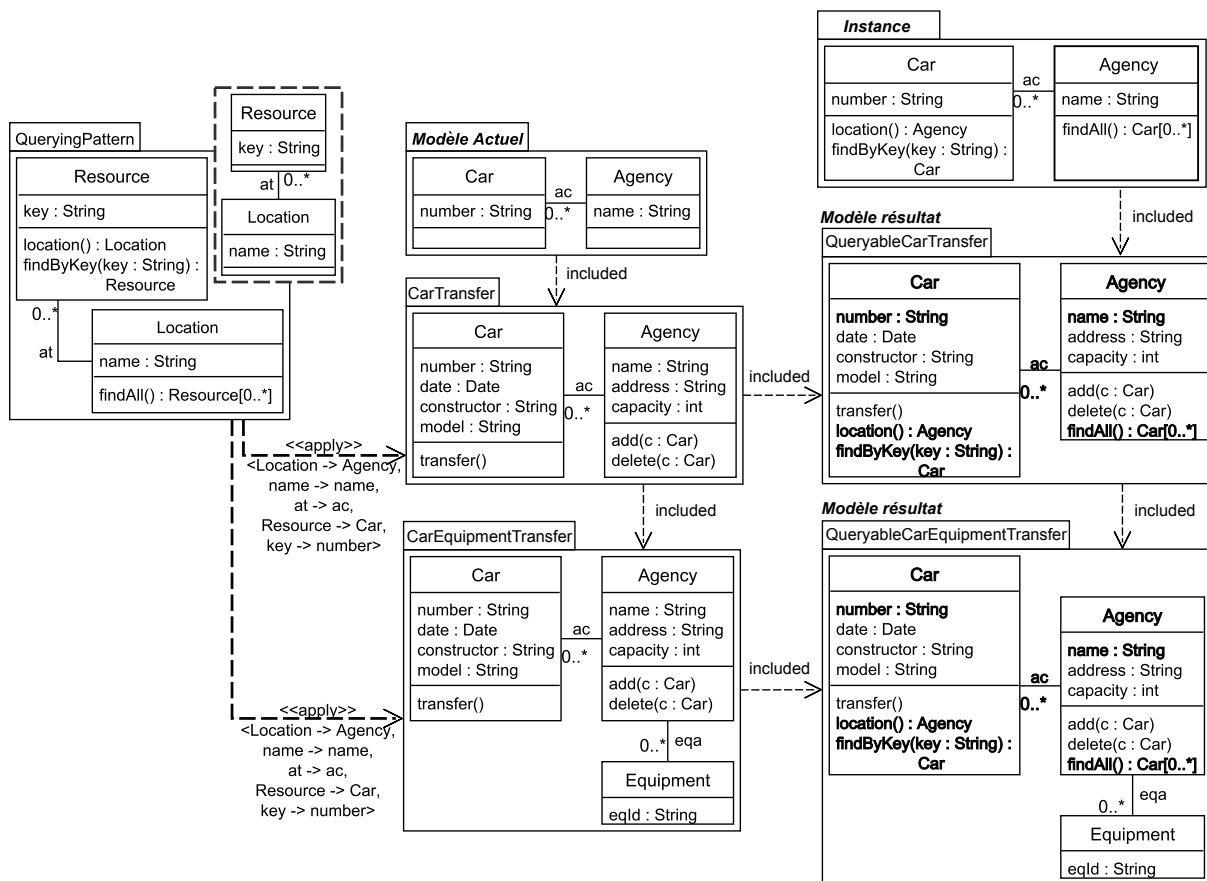 QueryingPattern
Resource
key : String
location() : Location
findByKey(key : String) :
Resource
0..*
at
Location
name : String
findAll() : Resource[0..*]
Resource
key : String
at
0..*
Location
name : String
<<apply>>
<Location -> Agency,
name -> name,
at -> ac,
Resource -> Car,
key -> number>
<<apply>>
<Location -> Agency,
name -> name,
at -> ac,
Resource -> Car,
key -> number>
Modèle Actuel
Car
number : String
ac
0..*
Agency
name : String
included
CarTransfer
Car
number : String
date : Date
constructor : String
model : String
transfer()
ac
0..*
Agency
name : String
address : String
capacity : int
add(c : Car)
delete(c : Car)
included
included
CarEquipmentTransfer
Car
number : String
date : Date
constructor : String
model : String
transfer()
ac
0..*
Agency
name : String
address : String
capacity : int
add(c : Car)
delete(c : Car)
0..*
eqa
Equipment
eqId : String
included
Instance
Car
number : String
location() : Agency
findByKey(key : String) :
Car
ac
0..*
Agency
name : String
findAll() : Car[0..*]
included
Modèle résultat
QueryableCarTransfer
Car
number : String
date : Date
constructor : String
model : String
transfer()
location() : Agency
findByKey(key : String) :
Car
ac
0..*
Agency
name : String
address : String
capacity : int
add(c : Car)
delete(c : Car)
findAll() : Car[0..*]
included
Modèle résultat
QueryableCarEquipmentTransfer
Car
number : String
date : Date
constructor : String
model : String
transfer()
location() : Agency
findByKey(key : String) :
Car
ac
0..*
Agency
name : String
address : String
capacity : int
add(c : Car)
delete(c : Car)
findAll() : Car[0..*]
0..*
eqa
Equipment
eqId : String